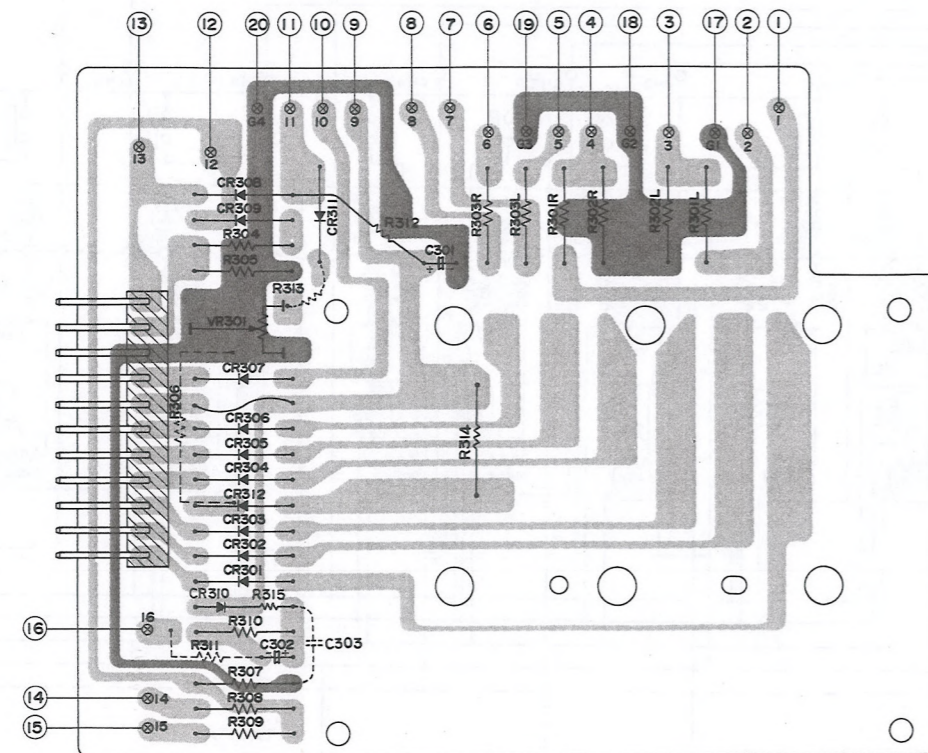 13 12 20 11 10 9 8 7 6 19 5 4 18 3 17 2 1
G4 11 10 9 8 7 1
6 G3 5 4 G2 3 G1 2
13 12
CR308
CR309
R304
R305
CR311
R312
C301
R303R R303L R301R R302R R302L R301L
R313
VR301
CR307
R306
CR306
CR305
CR304
CR312
CR303
CR302
CR301
R314
CR310 R315
16 16 R310
R311 C302 C303
R307
14 14 R308
15 15 R309